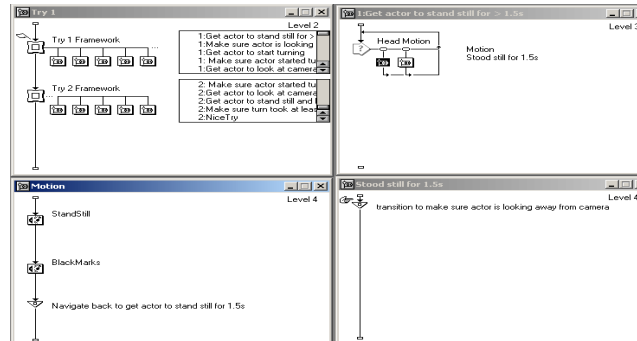 Try 1
Level 2
Try 1 Framework
1:Get actor to stand still for >
1:Make sure actor is looking
1:Get actor to start turning
1: Make sure actor started tu
1:Get actor to look at camera
Try 2 Framework
2: Make sure actor started tu
2:Get actor to look at camera
2:Get actor to stand still and
2:Make sure turn took at leas
2:NiceTry
1:Get actor to stand still for > 1.5s
Level 3
Head Motion
Motion
Stood still for 1.5s
Motion
Level 4
StandStill
BlackMarks
Navigate back to get actor to stand still for 1.5s
Stood still for 1.5s
Level 4
transition to make sure actor is looking away from camera